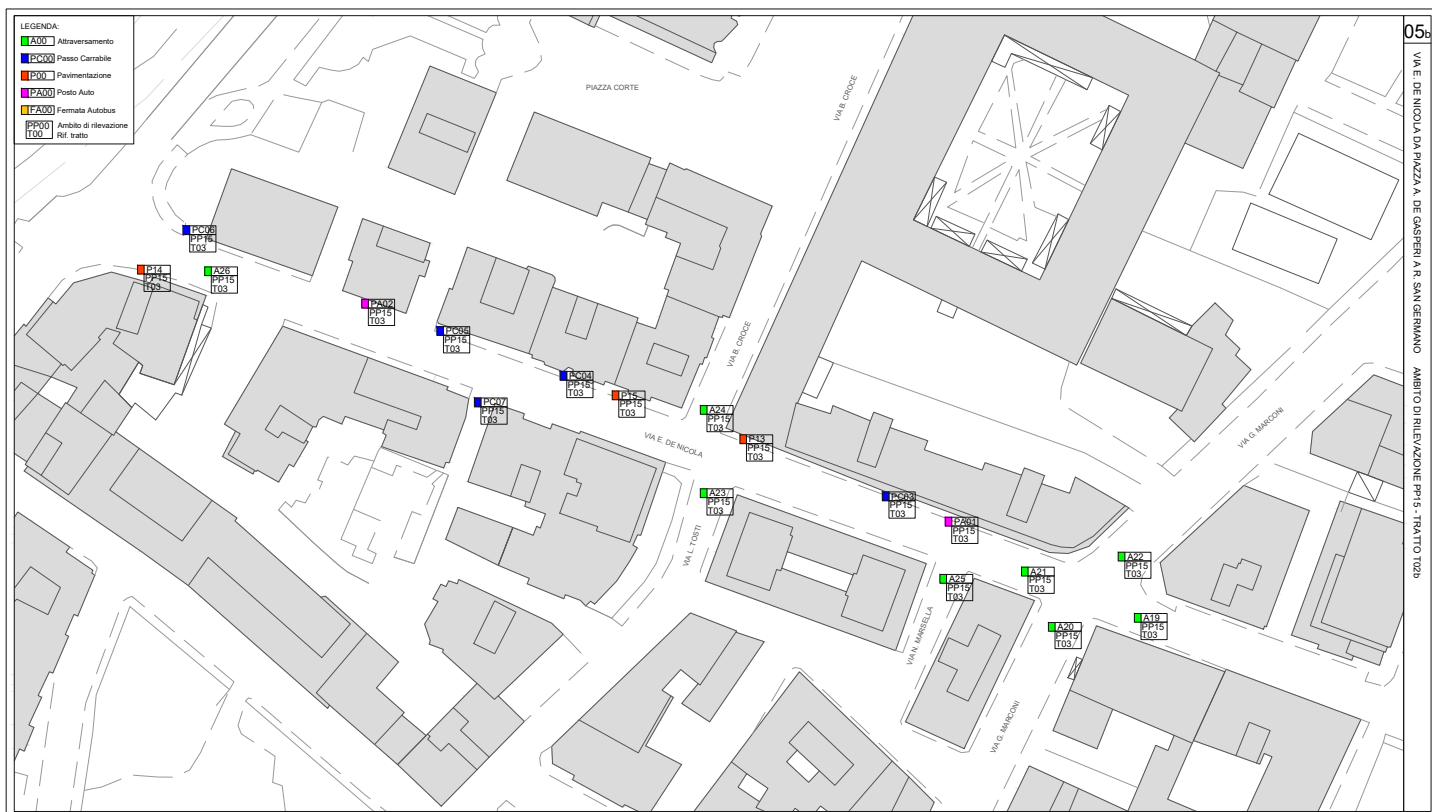 LEGENDA:
A00 Attraversamento
PC00 Passo Carrabile
P00 Pavimentazione
PA00 Posto Auto
FA00 Fermata Autobus
PP00 Ambito di rilevazione
T00 Rif. tratto
05b
VIA E. DE NICOLA DA PIAZZA A. DE GASPERI A R. SAN GERMANO AMBITO DI RILEVAZIONE PP15 - TRATTO T02b
PIAZZA CORTE
VIA B. CROCE
PC06
PP15
T03
P14
PP15
T03
A26
PP15
T03
PA02
PP15
T03
PC05
PP15
T03
VIA B. CROCE
PC04
PP15
T03
P15
PP15
T03
PC07
PP15
T03
A24
PP15
T03
VIA G. MARCONI
VIA E. DE NICOLA
P13
PP15
T03
A23
PP15
T03
PC03
PP15
T03
PA01
PP15
T03
VIA L. TOSTI
A22
PP15
T03
A21
PP15
T03
A25
PP15
T03
VIA N. MARSELLA
A20
PP15
T03
A19
PP15
T03
VIA G. MARCONI